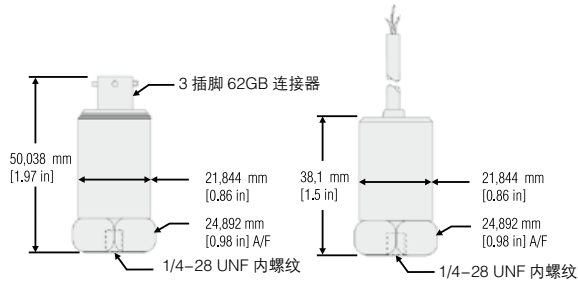 3 插脚 62GB 连接器
50,038 mm
[1.97 in]
21,844 mm
[0.86 in]
24,892 mm
[0.98 in] A/F
1/4-28 UNF 内螺纹
38,1 mm
[1.5 in]
21,844 mm
[0.86 in]
24,892 mm
[0.98 in] A/F
1/4-28 UNF 内螺纹